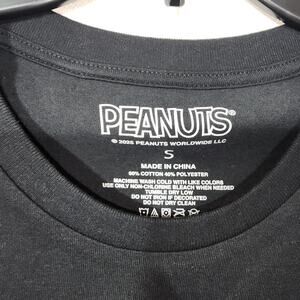 PEANUTS®
© 2025 PEANUTS WORLDWIDE LLC
S
MADE IN CHINA
60% COTTON 40% POLYESTER
MACHINE WASH COLD WITH LIKE COLORS
USE ONLY NON-CHLORINE BLEACH WHEN NEEDED
TUMBLE DRY LOW
DO NOT IRON IF DECORATED
DO NOT DRY CLEAN